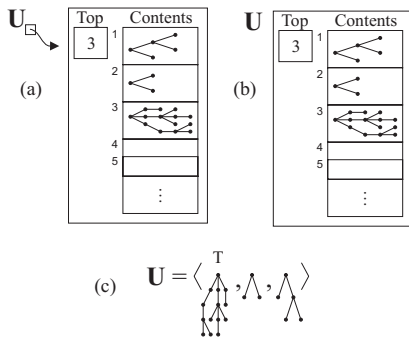 U Top Contents
3
1
2
(a)
3
4
5
⋮
U Top Contents
3
1
2
(b)
3
4
5
⋮
(c) U = ⟨ T , , ⟩